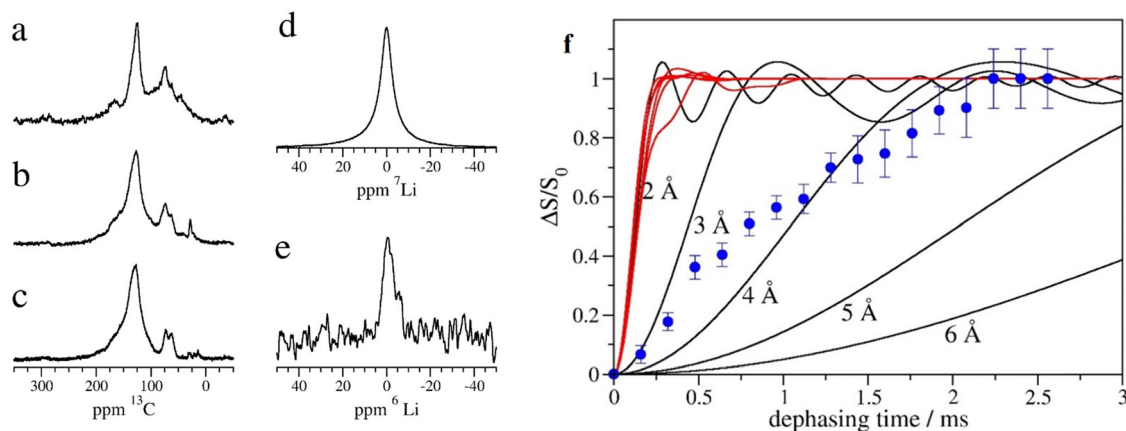 a
b
c
300 200 100 0
ppm ¹³C
d
40 20 0 -20 -40
ppm ⁷Li
e
40 20 0 -20 -40
ppm ⁶ Li
f
1
0.8
0.6
0.4
0.2
0
ΔS/S₀
2 Å
3 Å
4 Å
5 Å
6 Å
0 0.5 1 1.5 2 2.5 3
dephasing time / ms